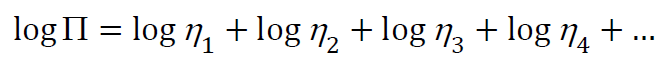 log Π = log η₁ + log η₂ + log η₃ + log η₄ + …